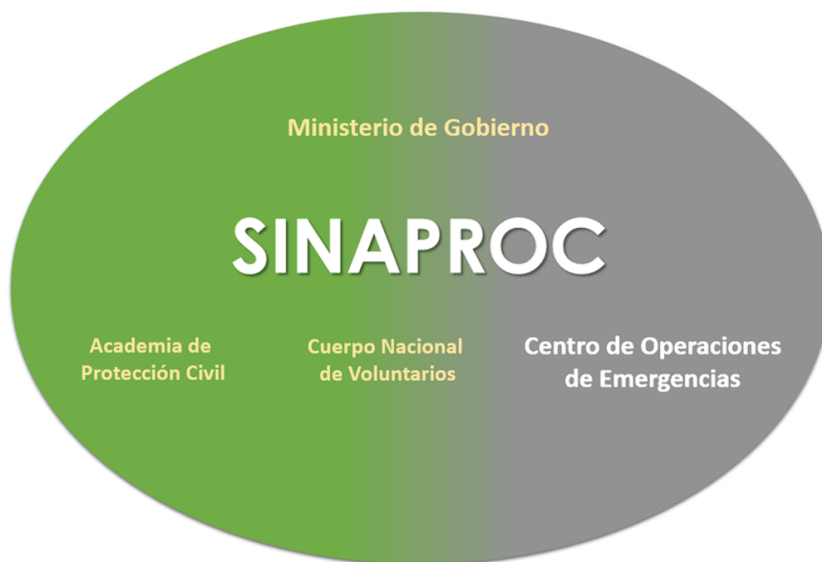 Ministerio de Gobierno
SINAPROC
Academia de
Protección Civil
Cuerpo Nacional
de Voluntarios
Centro de Operaciones
de Emergencias